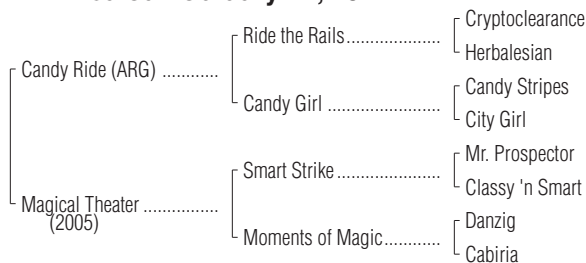 Cryptoclearance
Ride the Rails
Herbalesian
Candy Ride (ARG)
Candy Stripes
Candy Girl
City Girl
Mr. Prospector
Smart Strike
Classy 'n Smart
Magical Theater
(2005)
Danzig
Moments of Magic
Cabiria